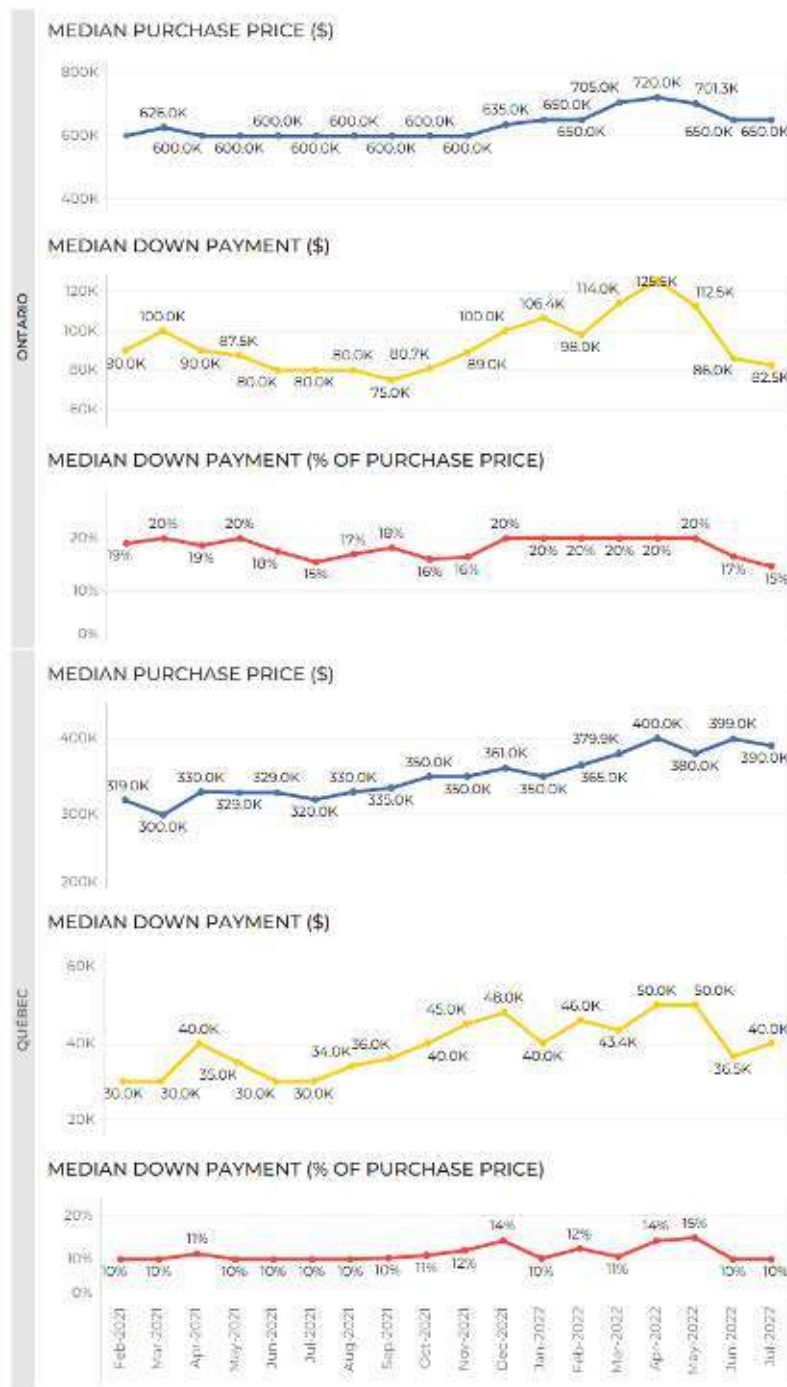 MEDIAN PURCHASE PRICE ($)
800K
626.0K 600.0K 600.0K 600.0K 635.0K 650.0K 705.0K 720.0K 701.3K
600K
600.0K 600.0K 600.0K 600.0K 600.0K 650.0K 650.0K 650.0K
400K
MEDIAN DOWN PAYMENT ($)
120K
100.0K 87.5K 80.0K 80.7K 100.0K 106.4K 114.0K 125.5K 112.5K
100K
80K
90.0K 90.0K 80.0K 80.0K 75.0K 89.0K 98.0K 86.0K 82.5K
60K
ONTARIO
MEDIAN DOWN PAYMENT (% OF PURCHASE PRICE)
20%
20% 20% 17% 18% 20% 20%
19% 19% 18% 15% 16% 16% 20% 20% 20% 20% 17% 15%
10%
0%
MEDIAN PURCHASE PRICE ($)
400K
319.0K 330.0K 329.0K 330.0K 350.0K 361.0K 379.9K 400.0K 399.0K
300.0K 329.0K 320.0K 335.0K 350.0K 350.0K 365.0K 380.0K 390.0K
300K
200K
MEDIAN DOWN PAYMENT ($)
60K
40.0K 34.0K 36.0K 45.0K 48.0K 46.0K 50.0K 50.0K 40.0K
40K
30.0K 30.0K 35.0K 30.0K 30.0K 40.0K 40.0K 43.4K 36.5K
20K
QUÉBEC
MEDIAN DOWN PAYMENT (% OF PURCHASE PRICE)
20%
11% 14% 12% 14% 15%
10%
10% 10% 10% 10% 10% 10% 10% 11% 12% 10% 11% 10% 10%
0%
Feb-2021
Mar-2021
Apr-2021
May-2021
Jun-2021
Jul-2021
Aug-2021
Sep-2021
Oct-2021
Nov-2021
Dec-2021
Jan-2022
Feb-2022
Mar-2022
Apr-2022
May-2022
Jun-2022
Jul-2022